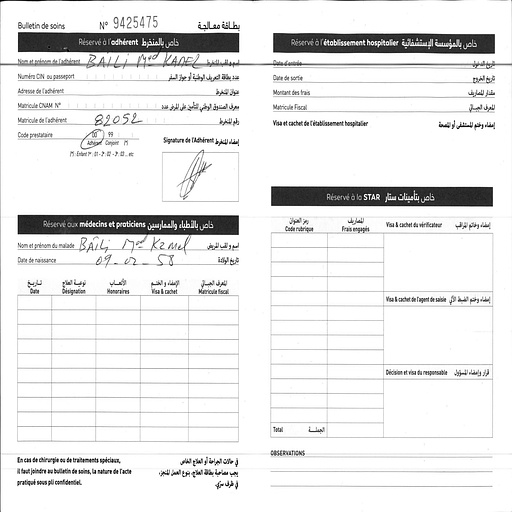 Bulletin de soins N° 9425475 بطاقة معالجة
Réservé à l'adhérent خاص بالمنخرط
Nom et prénom de l'adhérent BAILI Med KAMEL اسم و لقب المنخرط
Numéro CIN ou passeport عدد بطاقة التعريف الوطنية أو جواز السفر
Adresse de l'adhérent عنوان المنخرط
Matricule CNAM N° معرف الصندوق الوطني للتأمين على المرض عدد
Matricule de l'adhérent 82052 رقم المنخرط
Code prestataire 00 99 Signature de l'Adhérent إمضاء المنخرط
Adhérent Conjoint (*)
(*) : Enfant 1er : 01 - 2e : 02 - 3e : 03 ... etc
Réservé aux médecins et praticiens خاص بالأطباء والممارسين
Nom et prénom du malade BAILI Med Kamel اسم و لقب المريض
Date de naissance 09-02-58 تاريخ الولادة
تاريخ نوعية العلاج الأتعاب الإمضاء و الختم المعرف الجبائي
Date Désignation Honoraires Visa & cachet Matricule fiscal
En cas de chirurgie ou de traitements spéciaux,
il faut joindre au bulletin de soins, la nature de l'acte
pratiqué sous pli confidentiel.
في حالات الجراحة أو العلاج الخاص
يجب مصاحبة بطاقة العلاج، بنوع العمل المنجز،
في ظرف سري.
Réservé à l'établissement hospitalier خاص بالمؤسسة الإستشفائية
Date d'entrée تاريخ الدخول
Date de sortie تاريخ الخروج
Montant des frais مقدار المصاريف
Matricule Fiscal المعرف الجبائي
Visa et cachet de l'établissement hospitalier إمضاء وختم المستشفى أو المصحة
Réservé à la STAR خاص بتأمينات ستار
رمز العنوان المصاريف
Code rubrique Frais engagés
Visa & cachet du vérificateur إمضاء وخاتم المراقب
Visa & cachet de l'agent de saisie
Décision et visa du responsable قرار وإمضاء المسؤول
Total الجملة
OBSERVATIONS